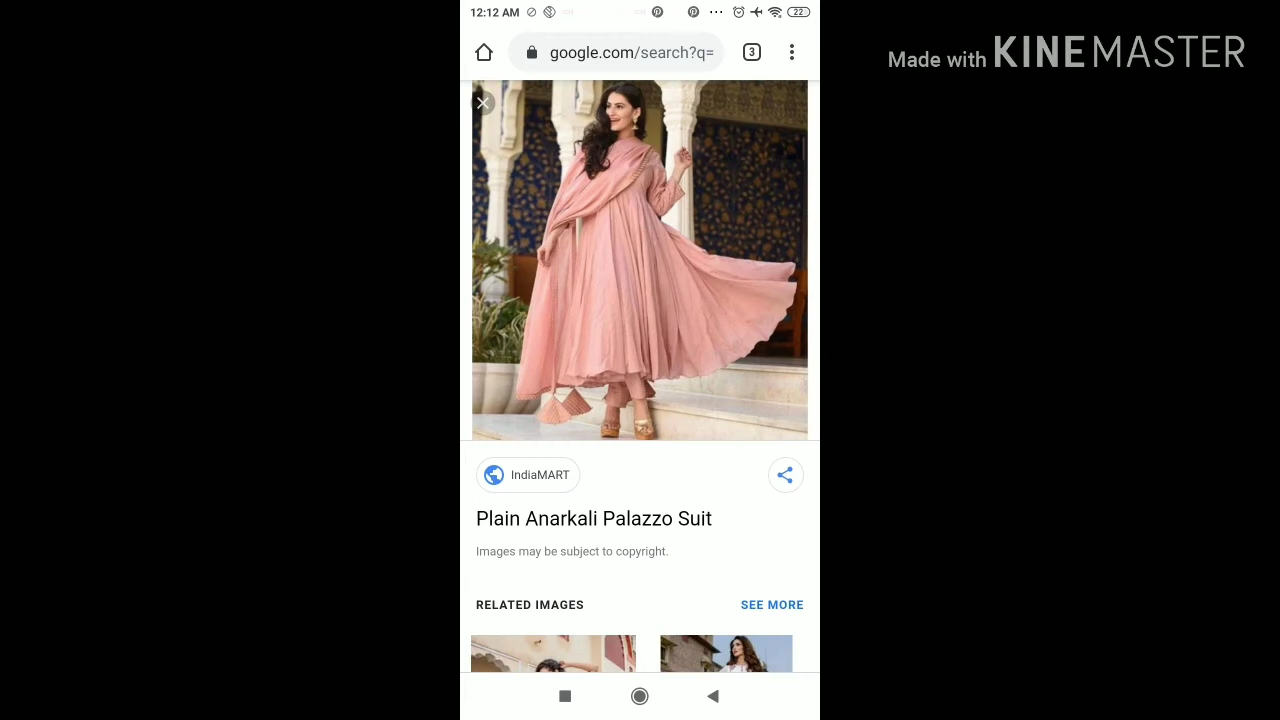 12:12 AM
22
google.com/search?q=
3
Made with KINEMASTER
IndiaMART
Plain Anarkali Palazzo Suit
Images may be subject to copyright.
RELATED IMAGES
SEE MORE